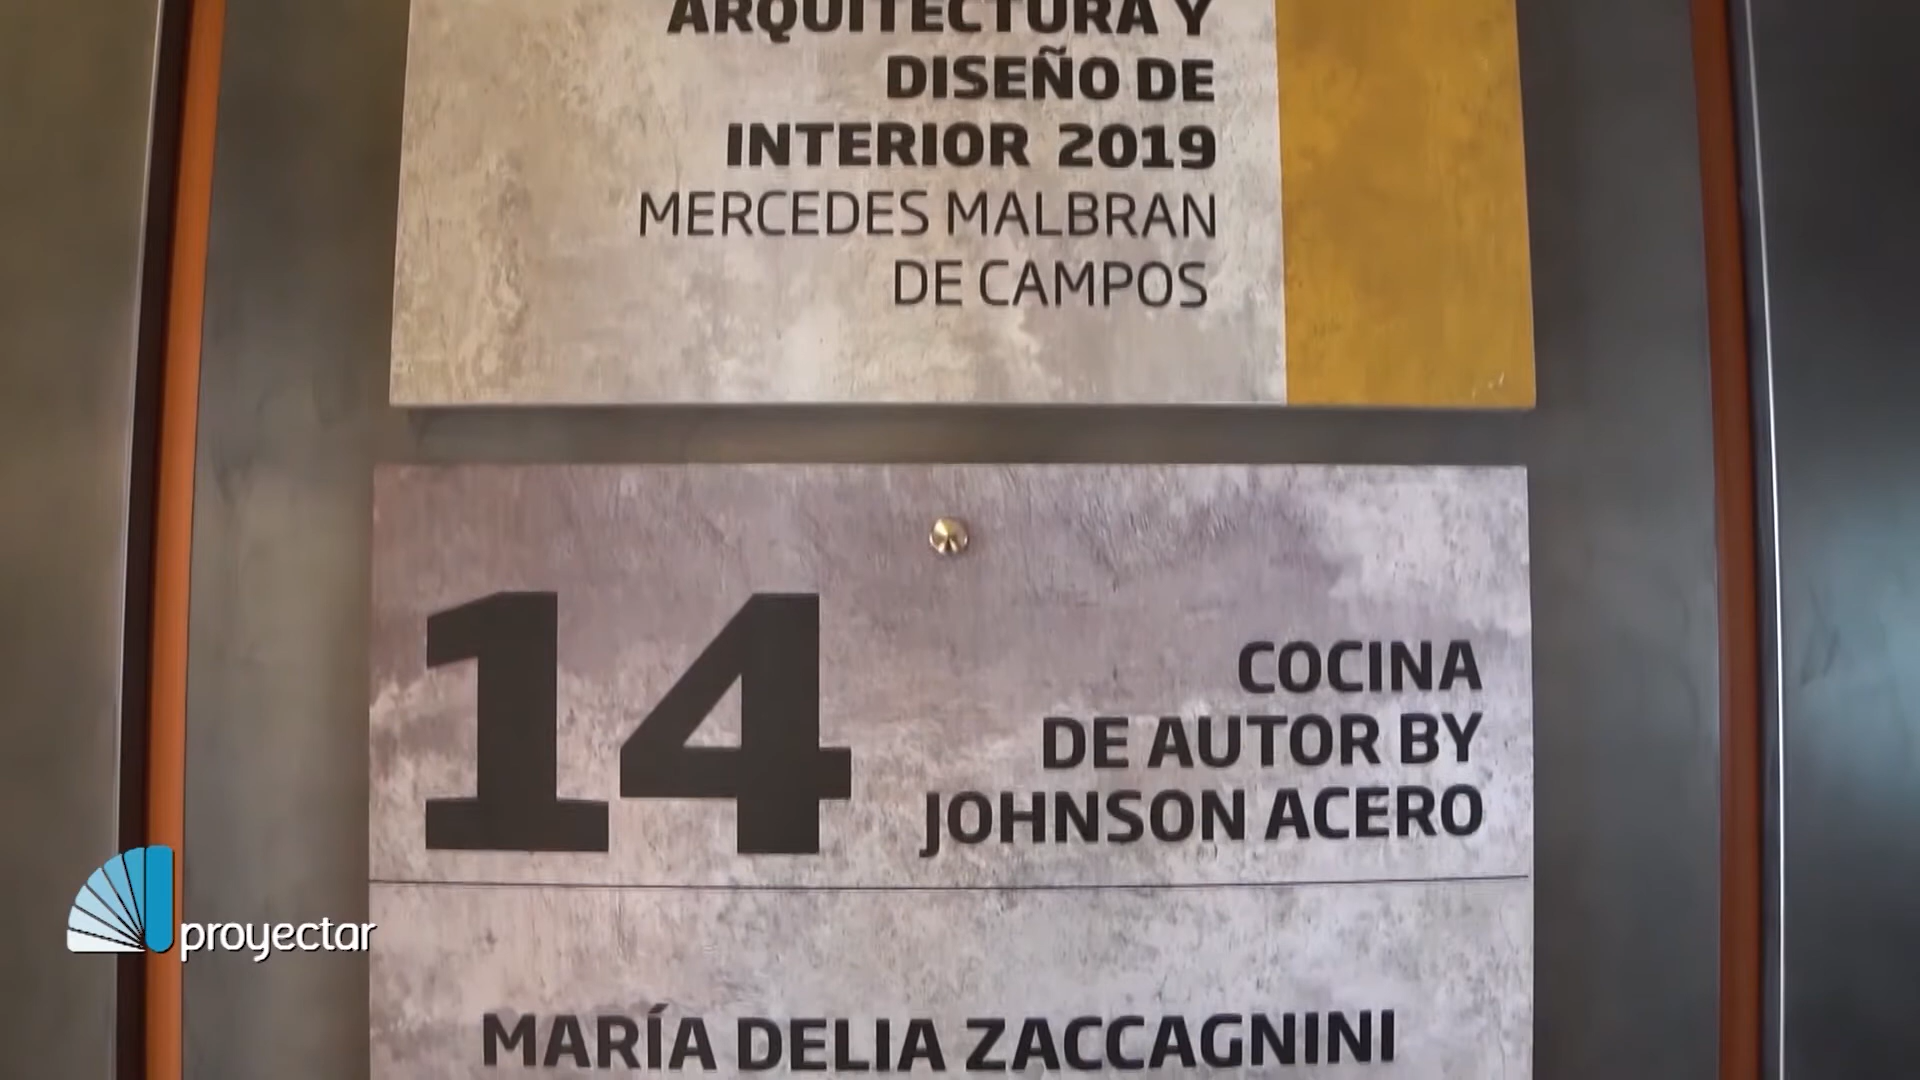 ARQUITECTURA Y
DISEÑO DE
INTERIOR 2019
MERCEDES MALBRAN
DE CAMPOS
14
COCINA
DE AUTOR BY
JOHNSON ACERO
MARÍA DELIA ZACCAGNINI
proyectar